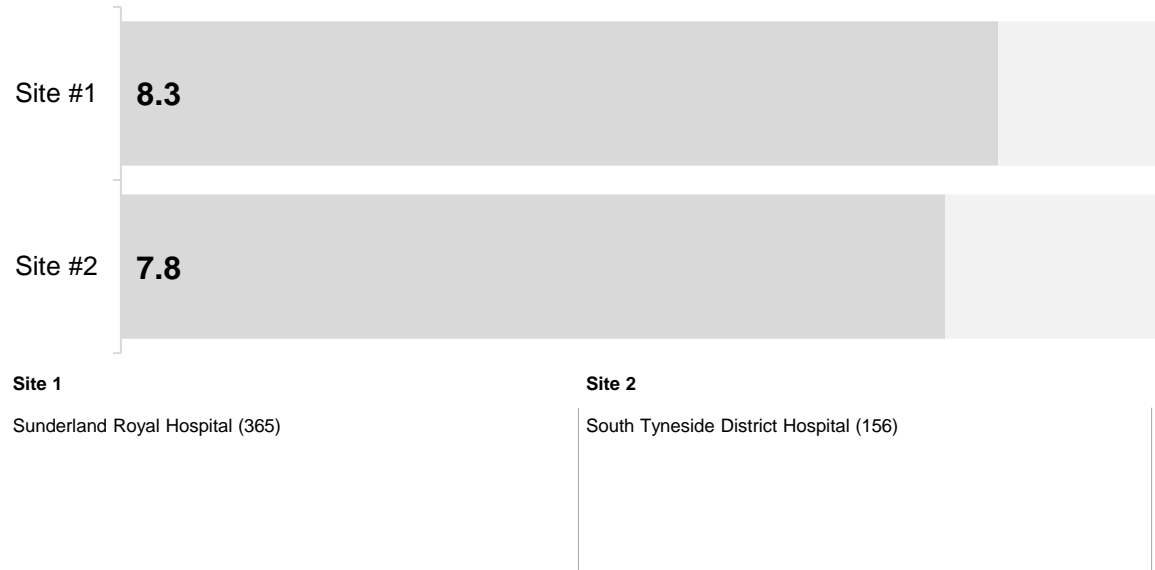 Site #1 8.3
Site #2 7.8
Site 1
Sunderland Royal Hospital (365)
Site 2
South Tyneside District Hospital (156)